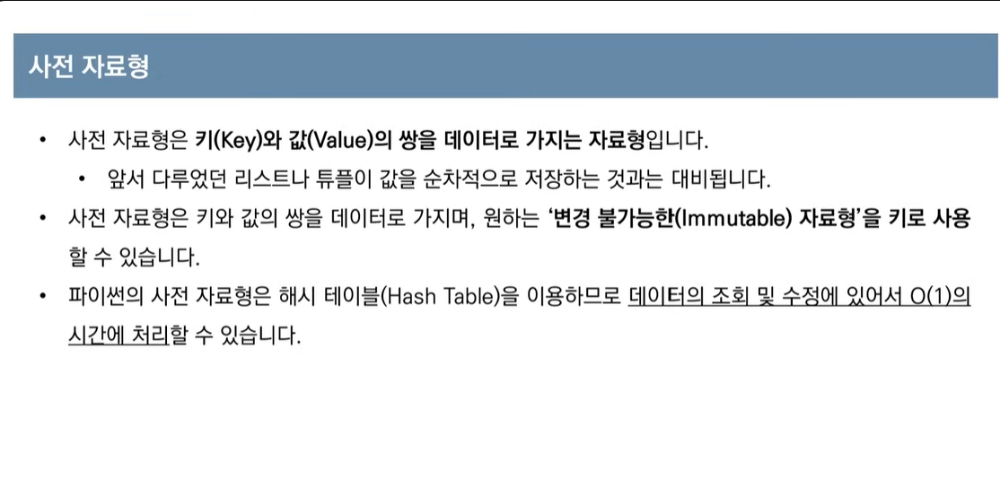 사전 자료형
• 사전 자료형은 키(Key)와 값(Value)의 쌍을 데이터로 가지는 자료형입니다.
• 앞서 다루었던 리스트나 튜플이 값을 순차적으로 저장하는 것과는 대비됩니다.
• 사전 자료형은 키와 값의 쌍을 데이터로 가지며, 원하는 ‘변경 불가능한(Immutable) 자료형’을 키로 사용
할 수 있습니다.
• 파이썬의 사전 자료형은 해시 테이블(Hash Table)을 이용하므로 데이터의 조회 및 수정에 있어서 O(1)의
시간에 처리할 수 있습니다.